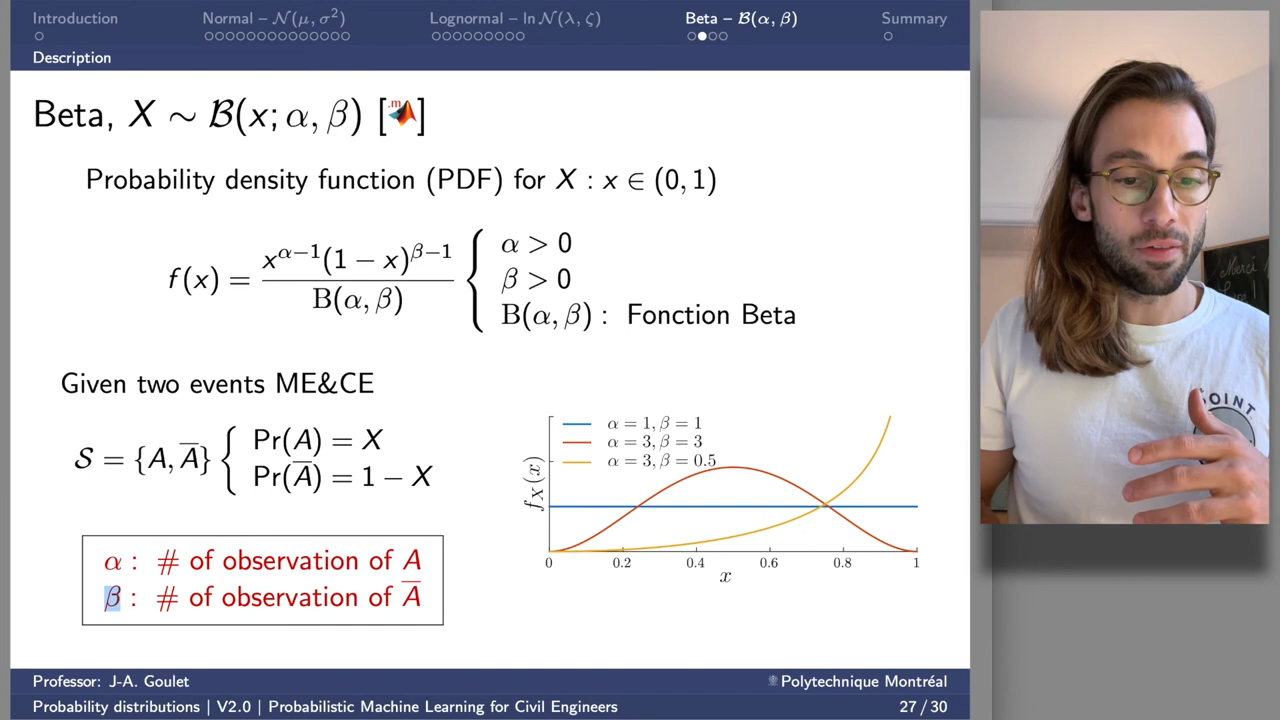 Introduction Normal – 𝒩(μ, σ²) Lognormal – ln 𝒩(λ, ζ) Beta – ℬ(α, β) Summary
Description
Beta, X ∼ ℬ(x; α, β) [.m]
Probability density function (PDF) for X : x ∈ (0, 1)
f(x) = x^{α−1}(1 − x)^{β−1} / B(α, β) { α > 0
β > 0
B(α, β) : Fonction Beta
Given two events ME&CE
𝒮 = {A, A̅} { Pr(A) = X
Pr(A̅) = 1 − X
α : # of observation of A
β : # of observation of A̅
α = 1, β = 1
α = 3, β = 3
α = 3, β = 0.5
f_X(x)
0 0.2 0.4 0.6 0.8 1
x
Merci
OINT
Professor: J-A. Goulet Polytechnique Montréal
Probability distributions | V2.0 | Probabilistic Machine Learning for Civil Engineers 27 / 30